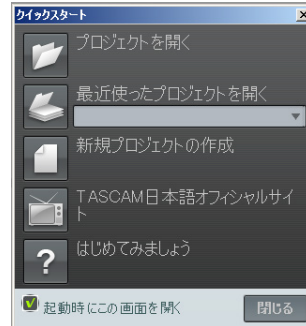 クイックスタート
プロジェクトを開く
最近使ったプロジェクトを開く
新規プロジェクトの作成
TASCAM日本語オフィシャルサイ
ト
はじめてみましょう
起動時にこの画面を開く
閉じる